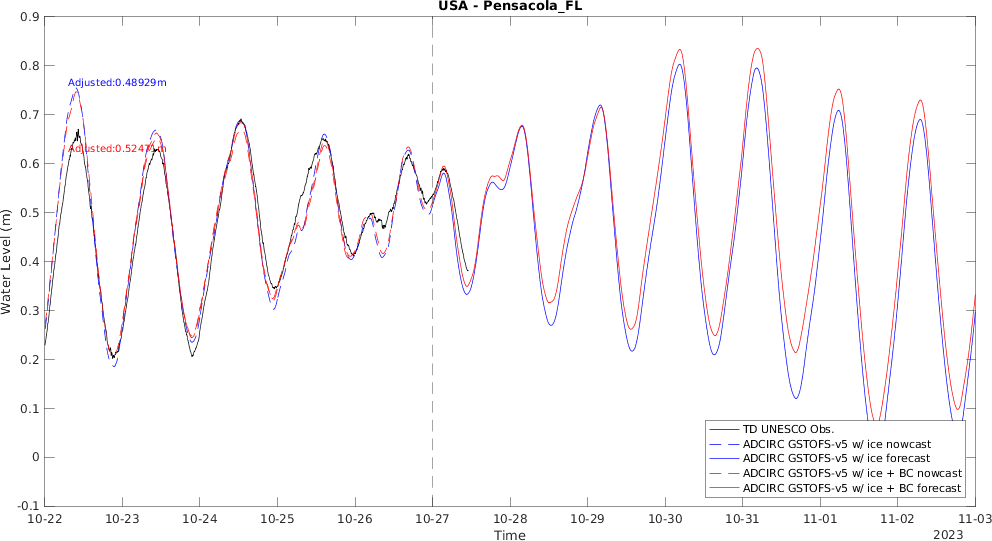 USA - Pensacola_FL
0.9
0.8
0.7
0.6
0.5
0.4
0.3
0.2
0.1
0
-0.1
Water Level (m)
Adjusted:0.48929m
TD UNESCO Obs.
ADCIRC GSTOFS-v5 w/ ice nowcast
ADCIRC GSTOFS-v5 w/ ice forecast
ADCIRC GSTOFS-v5 w/ ice + BC nowcast
ADCIRC GSTOFS-v5 w/ ice + BC forecast
10-22 10-23 10-24 10-25 10-26 10-27 10-28 10-29 10-30 10-31 11-01 11-02 11-03
Time
2023